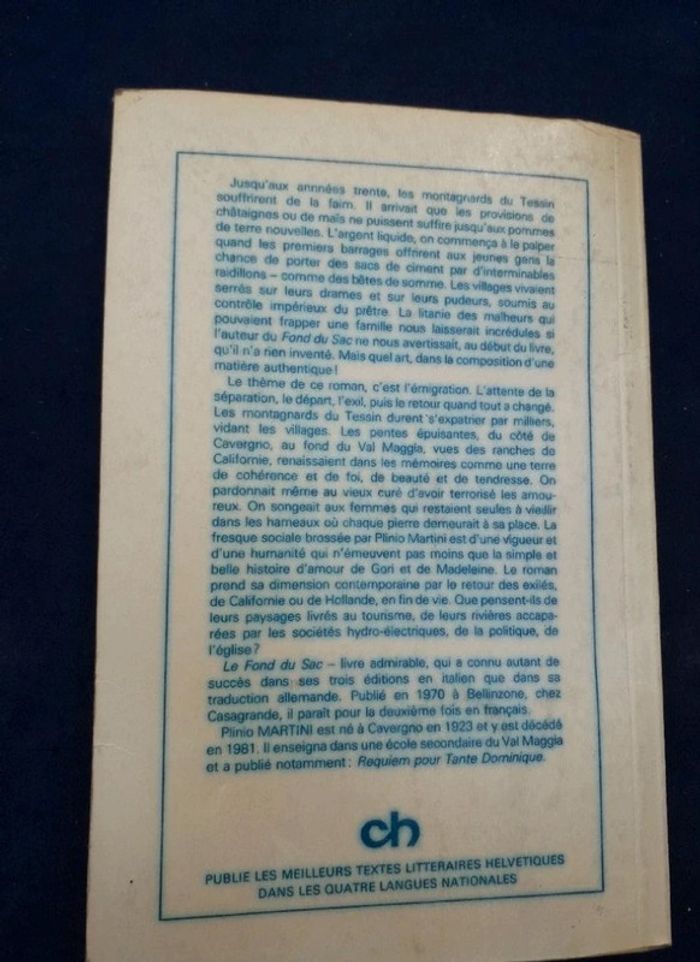 Jusqu'aux annnées trente, les montagnards du Tessin
souffrirent de la faim. Il arrivait que les provisions de
châtaignes ou de maïs ne puissent suffire jusqu'aux pommes
de terre nouvelles. L'argent liquide, on commença à le palper
quand les premiers barrages offrirent aux jeunes gens la
chance de porter des sacs de ciment par d'interminables
raidillons – comme des bêtes de somme. Les villages vivaient
serrés sur leurs drames et sur leurs pudeurs, soumis au
contrôle impérieux du prêtre. La litanie des malheurs qui
pouvaient frapper une famille nous laisserait incrédules si
l'auteur du Fond du Sac ne nous avertissait, au début du livre,
qu'il n'a rien inventé. Mais quel art, dans la composition d'une
matière authentique !
Le thème de ce roman, c'est l'émigration. L'attente de la
séparation, le départ, l'exil, puis le retour quand tout a changé.
Les montagnards du Tessin durent s'expatrier par milliers,
vidant les villages. Les pentes épuisantes, du côté de
Cavergno, au fond du Val Maggia, vues des ranches de
Californie, renaissaient dans les mémoires comme une terre
de cohérence et de foi, de beauté et de tendresse. On
pardonnait même au vieux curé d'avoir terrorisé les amou-
reux. On songeait aux femmes qui restaient seules à vieillir
dans les hameaux où chaque pierre demeurait à sa place. La
fresque sociale brossée par Plinio Martini est d'une vigueur et
d'une humanité qui n'émeuvent pas moins que la simple et
belle histoire d'amour de Gori et de Madeleine. Le roman
prend sa dimension contemporaine par le retour des exilés,
de Californie ou de Hollande, en fin de vie. Que pensent-ils de
leurs paysages livrés au tourisme, de leurs rivières accapa-
rées par les sociétés hydro-électriques, de la politique, de
l'église ?
Le Fond du Sac – livre admirable, qui a connu autant de
succès dans ses trois éditions en italien que dans sa
traduction allemande. Publié en 1970 à Bellinzone, chez
Casagrande, il paraît pour la deuxième fois en français.
Plinio MARTINI est né à Cavergno en 1923 et y est décédé
en 1981. Il enseigna dans une école secondaire du Val Maggia
et a publié notamment : Requiem pour Tante Dominique.
ch
PUBLIE LES MEILLEURS TEXTES LITTERAIRES HELVETIQUES
DANS LES QUATRE LANGUES NATIONALES